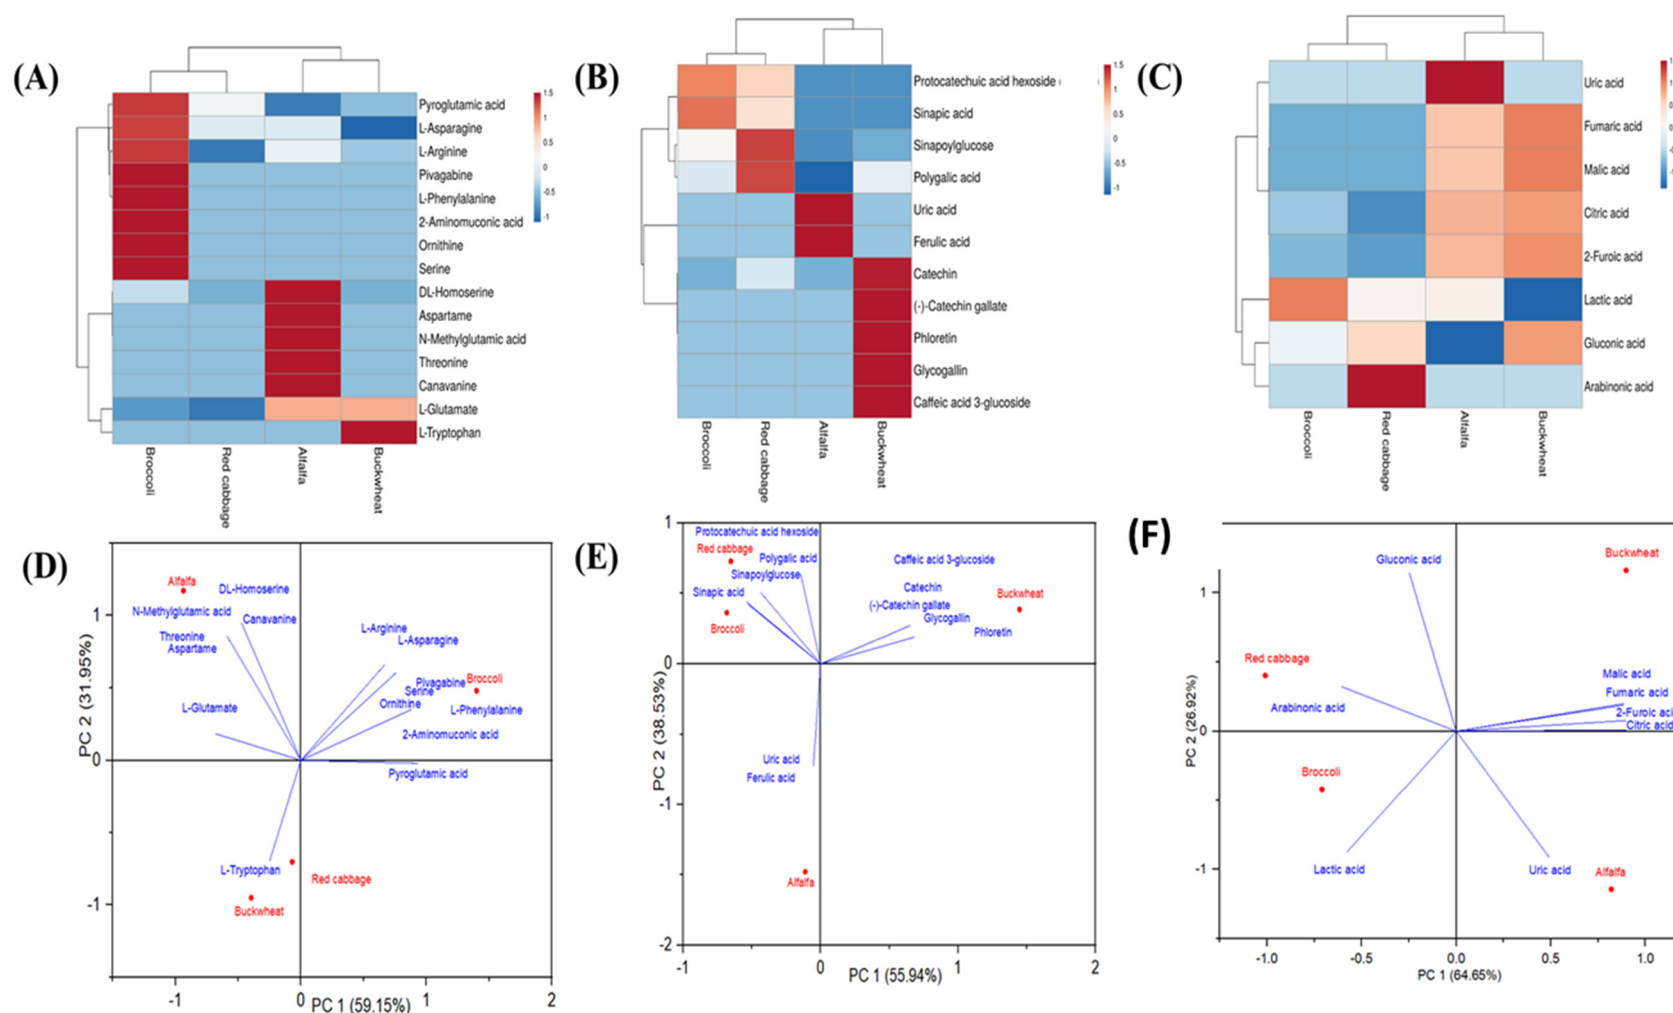 (A)
1.5
1
0.5
0
-0.5
-1
Pyroglutamic acid
L-Asparagine
L-Arginine
Pivagabine
L-Phenylalanine
2-Aminomuconic acid
Ornithine
Serine
DL-Homoserine
Aspartame
N-Methylglutamic acid
Threonine
Canavanine
L-Glutamate
L-Tryptophan
Broccoli
Red cabbage
Alfalfa
Buckwheat
(B)
1.5
1
0.5
0
-0.5
-1
Protocatechuic acid hexoside
Sinapic acid
Sinapoylglucose
Polygalic acid
Uric acid
Ferulic acid
Catechin
(-)-Catechin gallate
Phloretin
Glycogallin
Caffeic acid 3-glucoside
Broccoli
Red cabbage
Alfalfa
Buckwheat
(C)
Uric acid
Fumaric acid
Malic acid
Citric acid
2-Furoic acid
Lactic acid
Gluconic acid
Arabinonic acid
Broccoli
Red cabbage
Alfalfa
Buckwheat
(D)
PC 2 (31.95%)
1
0
-1
Alfalfa
DL-Homoserine
N-Methylglutamic acid
Canavanine
Threonine
Aspartame
L-Glutamate
L-Arginine
L-Asparagine
Pivagabine
Broccoli
Serine
Ornithine
L-Phenylalanine
2-Aminomuconic acid
Pyroglutamic acid
L-Tryptophan
Red cabbage
Buckwheat
-1
0
1
2
PC 1 (59.15%)
(E)
PC 2 (38.53%)
1
0
-1
-2
Protocatechuic acid hexoside
Red cabbage
Polygalic acid
Sinapoylglucose
Sinapic acid
Broccoli
Caffeic acid 3-glucoside
Catechin
(-)-Catechin gallate
Glycogallin
Phloretin
Buckwheat
Uric acid
Ferulic acid
Alfalfa
-1
0
1
2
PC 1 (55.94%)
(F)
PC 2 (26.92%)
1
0
-1
Gluconic acid
Buckwheat
Red cabbage
Arabinonic acid
Malic acid
Fumaric acid
2-Furoic aci
Citric acid
Broccoli
Lactic acid
Uric acid
Alfalfa
-1.0
-0.5
0.0
0.5
1.0
PC 1 (64.65%)